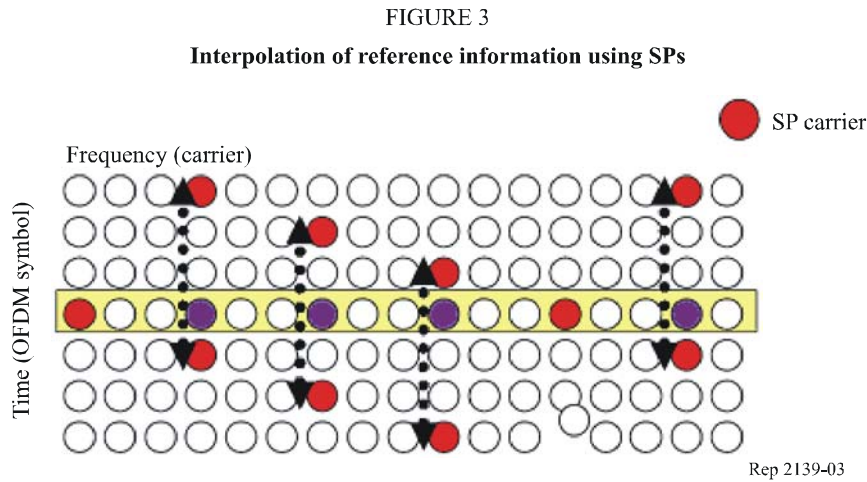 FIGURE 3
Interpolation of reference information using SPs
SP carrier
Frequency (carrier)
Time (OFDM symbol)
Rep 2139-03